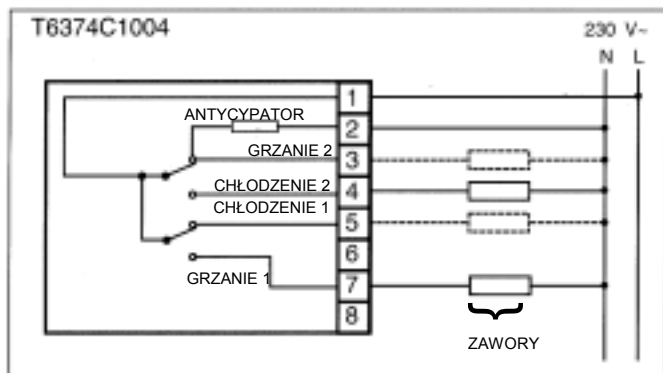 T6374C1004
230 V~
N L
1
ANTYCYPATOR
2
GRZANIE 2
3
CHŁODZENIE 2
4
CHŁODZENIE 1
5
6
GRZANIE 1
7
8
ZAWORY